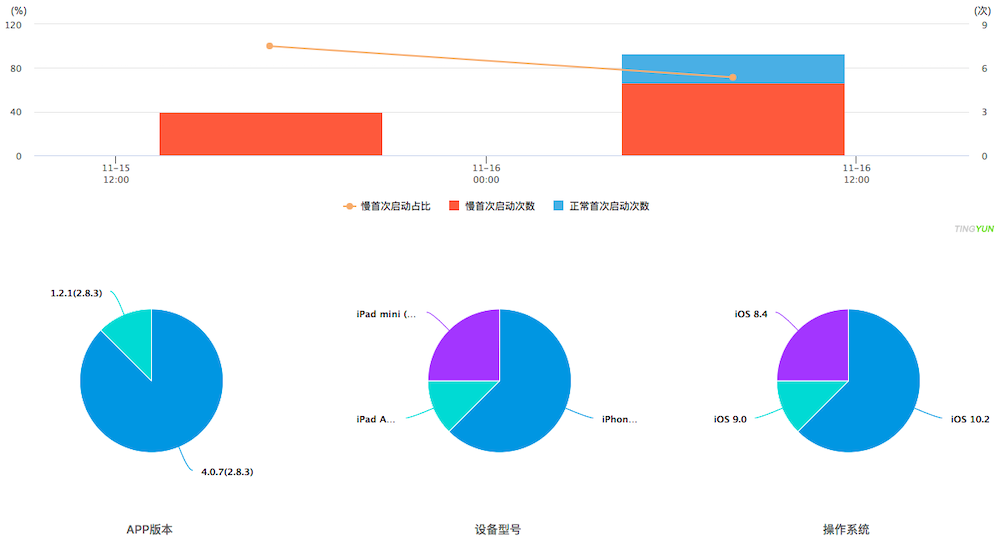 (%)
(次)
120
9
80
6
40
3
0
0
11-15
12:00
11-16
00:00
11-16
12:00
慢首次启动占比
慢首次启动次数
正常首次启动次数
TINGYUN
1.2.1(2.8.3)
4.0.7(2.8.3)
APP版本
iPad mini (...
iPad A...
iPhon...
设备型号
iOS 8.4
iOS 9.0
iOS 10.2
操作系统